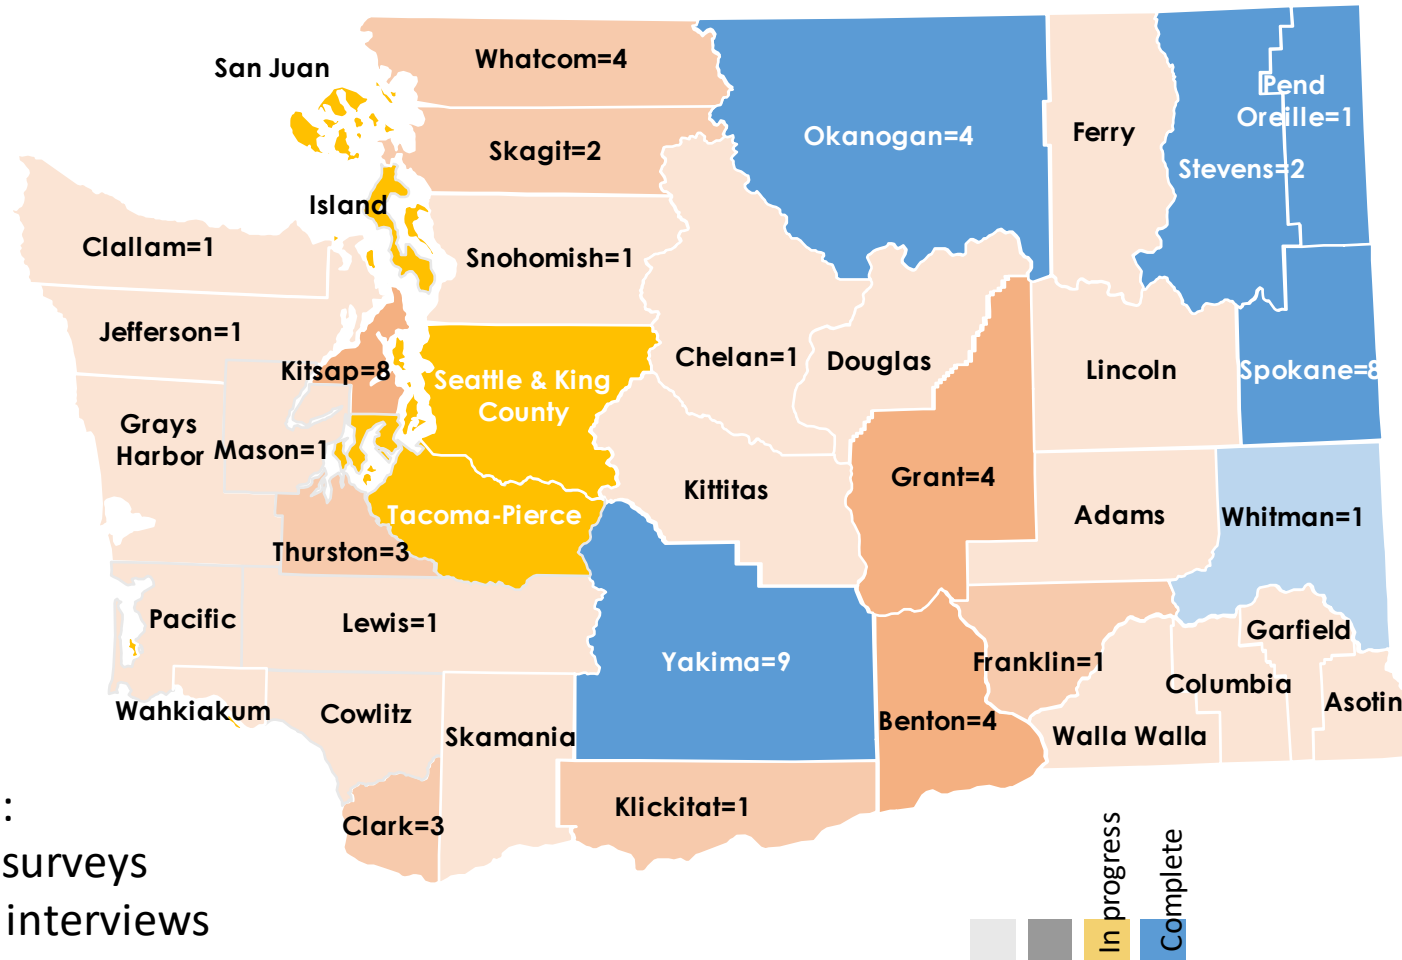 San Juan
Whatcom=4
Skagit=2
Okanogan=4
Ferry
Pend
Oreille=1
Stevens=2
Island
Clallam=1
Snohomish=1
Jefferson=1
Kitsap=8
Seattle & King
County
Chelan=1
Douglas
Lincoln
Spokane=8
Grays
Harbor
Mason=1
Kittitas
Grant=4
Adams
Whitman=1
Tacoma-Pierce
Thurston=3
Pacific
Lewis=1
Yakima=9
Franklin=1
Garfield
Columbia
Asotin
Wahkiakum
Cowlitz
Skamania
Benton=4
Walla Walla
Klickitat=1
Clark=3
:
surveys
interviews
In progress
Complete